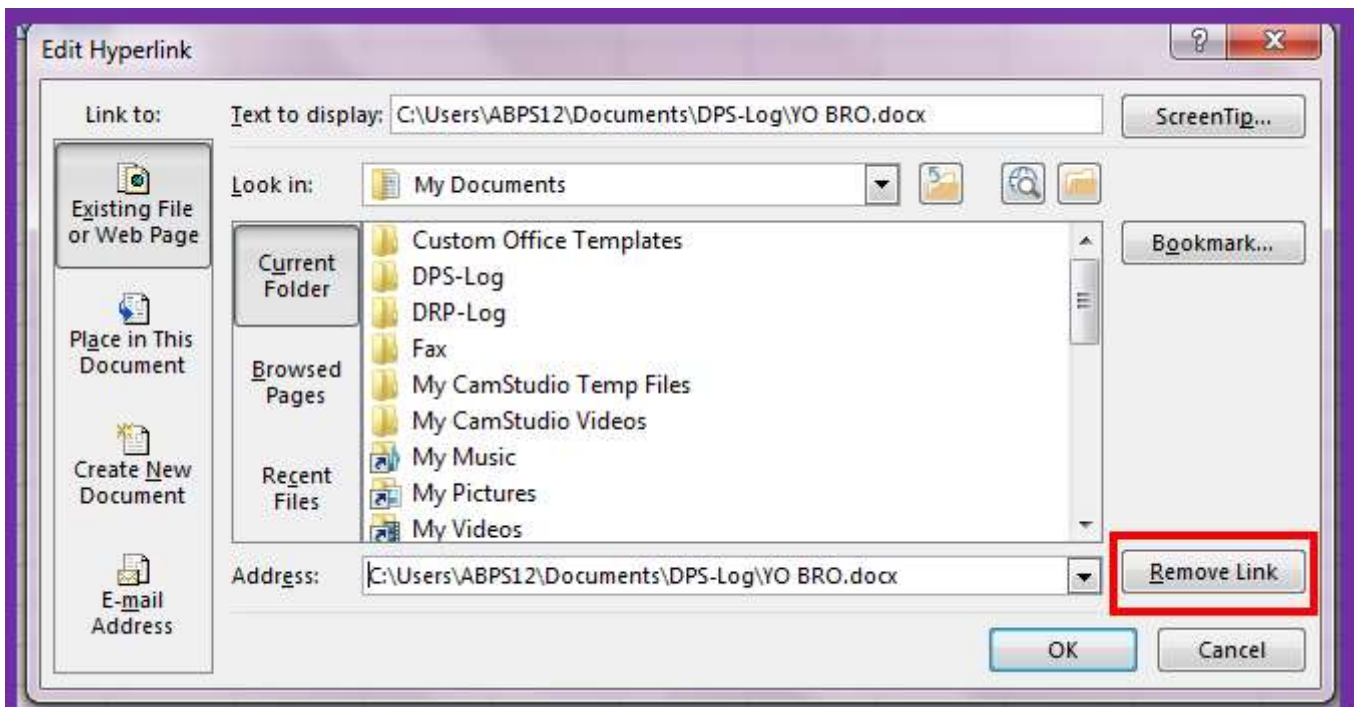 Edit Hyperlink
Link to:
Text to display: C:\Users\ABPS12\Documents\DPS-Log\YO BRO.docx
ScreenTip...
Existing File
or Web Page
Look in: My Documents
Current
Folder
Custom Office Templates
DPS-Log
DRP-Log
Fax
My CamStudio Temp Files
My CamStudio Videos
My Music
My Pictures
My Videos
Bookmark...
Place in This
Document
Browsed
Pages
Create New
Document
Recent
Files
E-mail
Address
Address: C:\Users\ABPS12\Documents\DPS-Log\YO BRO.docx
Remove Link
OK
Cancel